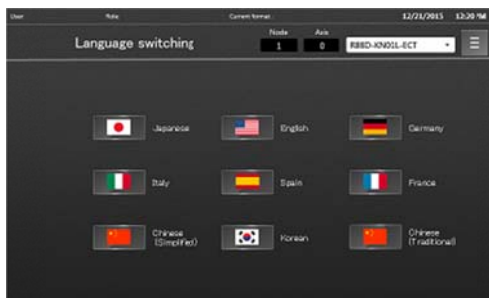 User Role Current format: 12/21/2015 12:20 PM
Language switching
Node Axis
1 0 R88D-KN01L-ECT
Japanese English Germany
Italy Spain France
Chinese (Simplified) Korean Chinese (Traditional)